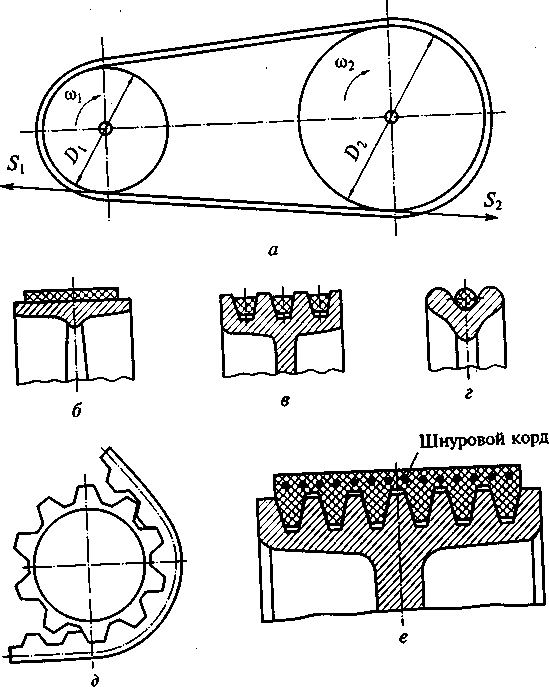 ω₁
ω₂
D₁
D₂
S₁
S₂
а
б
в
г
Шнуровой корд
д
е